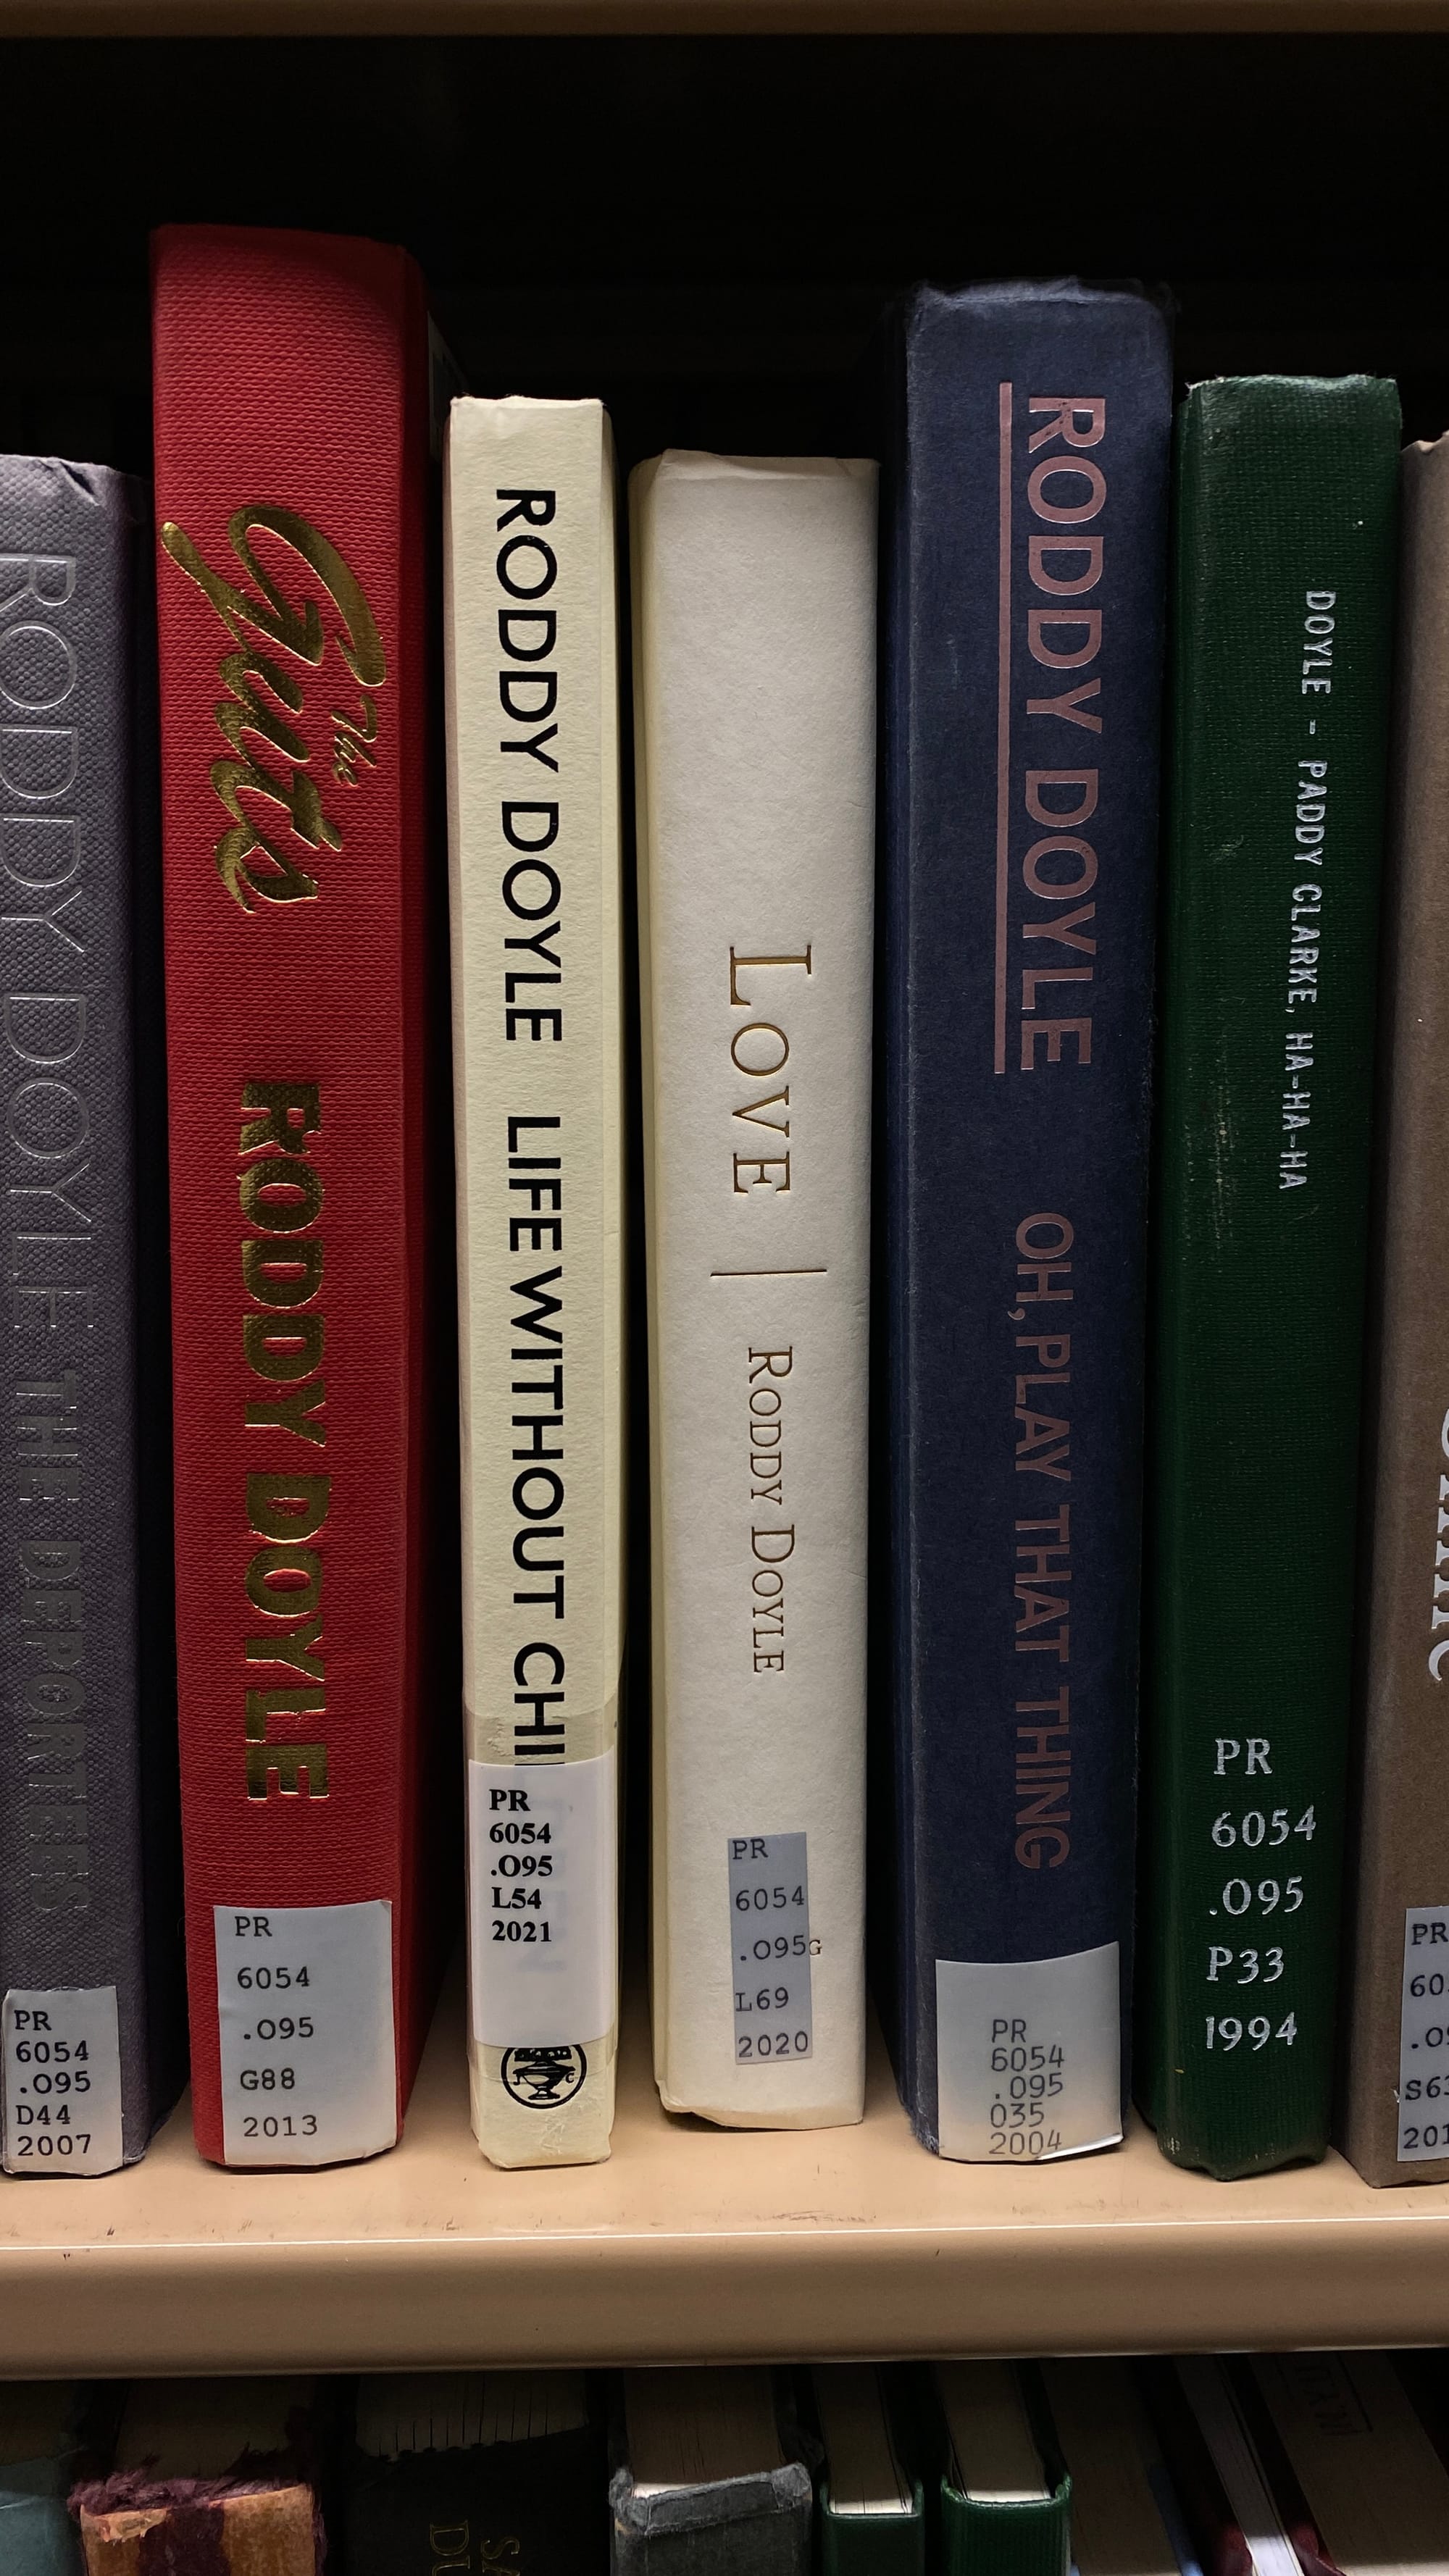 RODDY DOYLE THE DEPORTEES
PR
6054
.O95
D44
2007
The
Guts
RODDY DOYLE
PR
6054
.O95
G88
2013
RODDY DOYLE LIFE WITHOUT CHI
PR
6054
.O95
L54
2021
LOVE | RODDY DOYLE
PR
6054
.O95
L69
2020
RODDY DOYLE OH, PLAY THAT THING
PR
6054
.O95
O35
2004
DOYLE - PADDY CLARKE, HA-HA-HA
PR
6054
.O95
P33
1994
PR